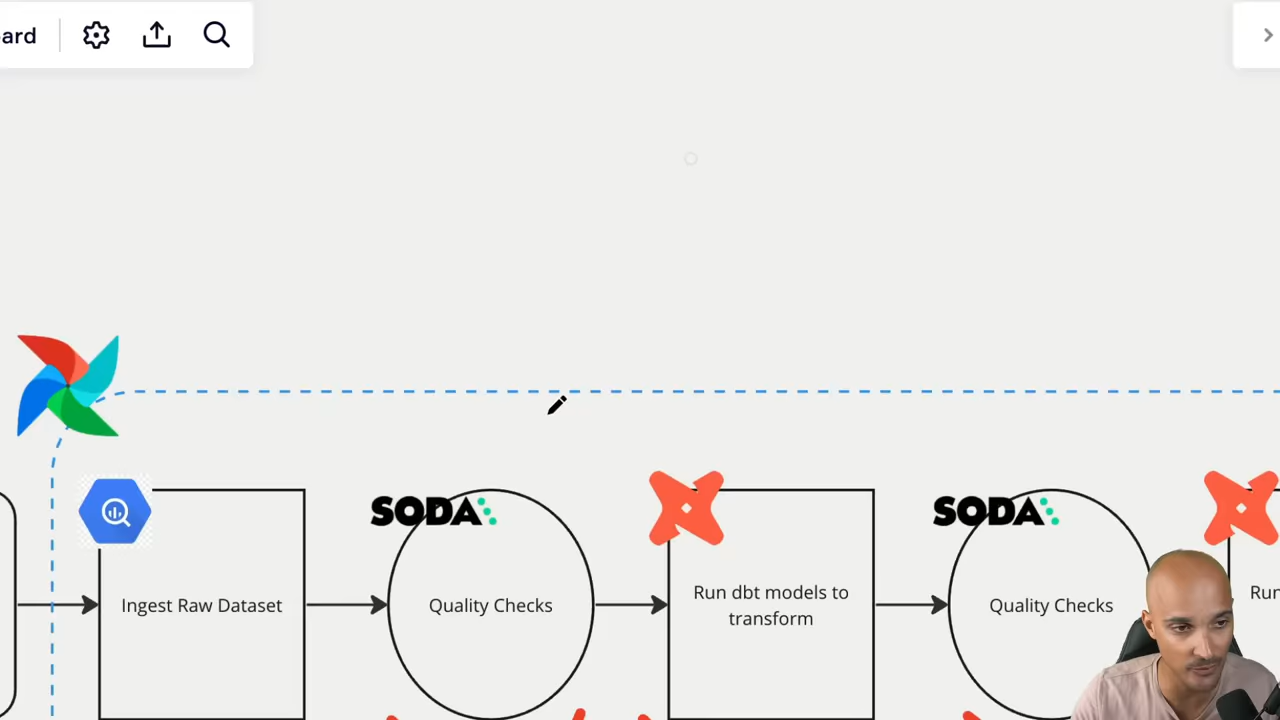 ard
SODA
SODA
Ingest Raw Dataset
Quality Checks
Run dbt models to
transform
Quality Checks
Run